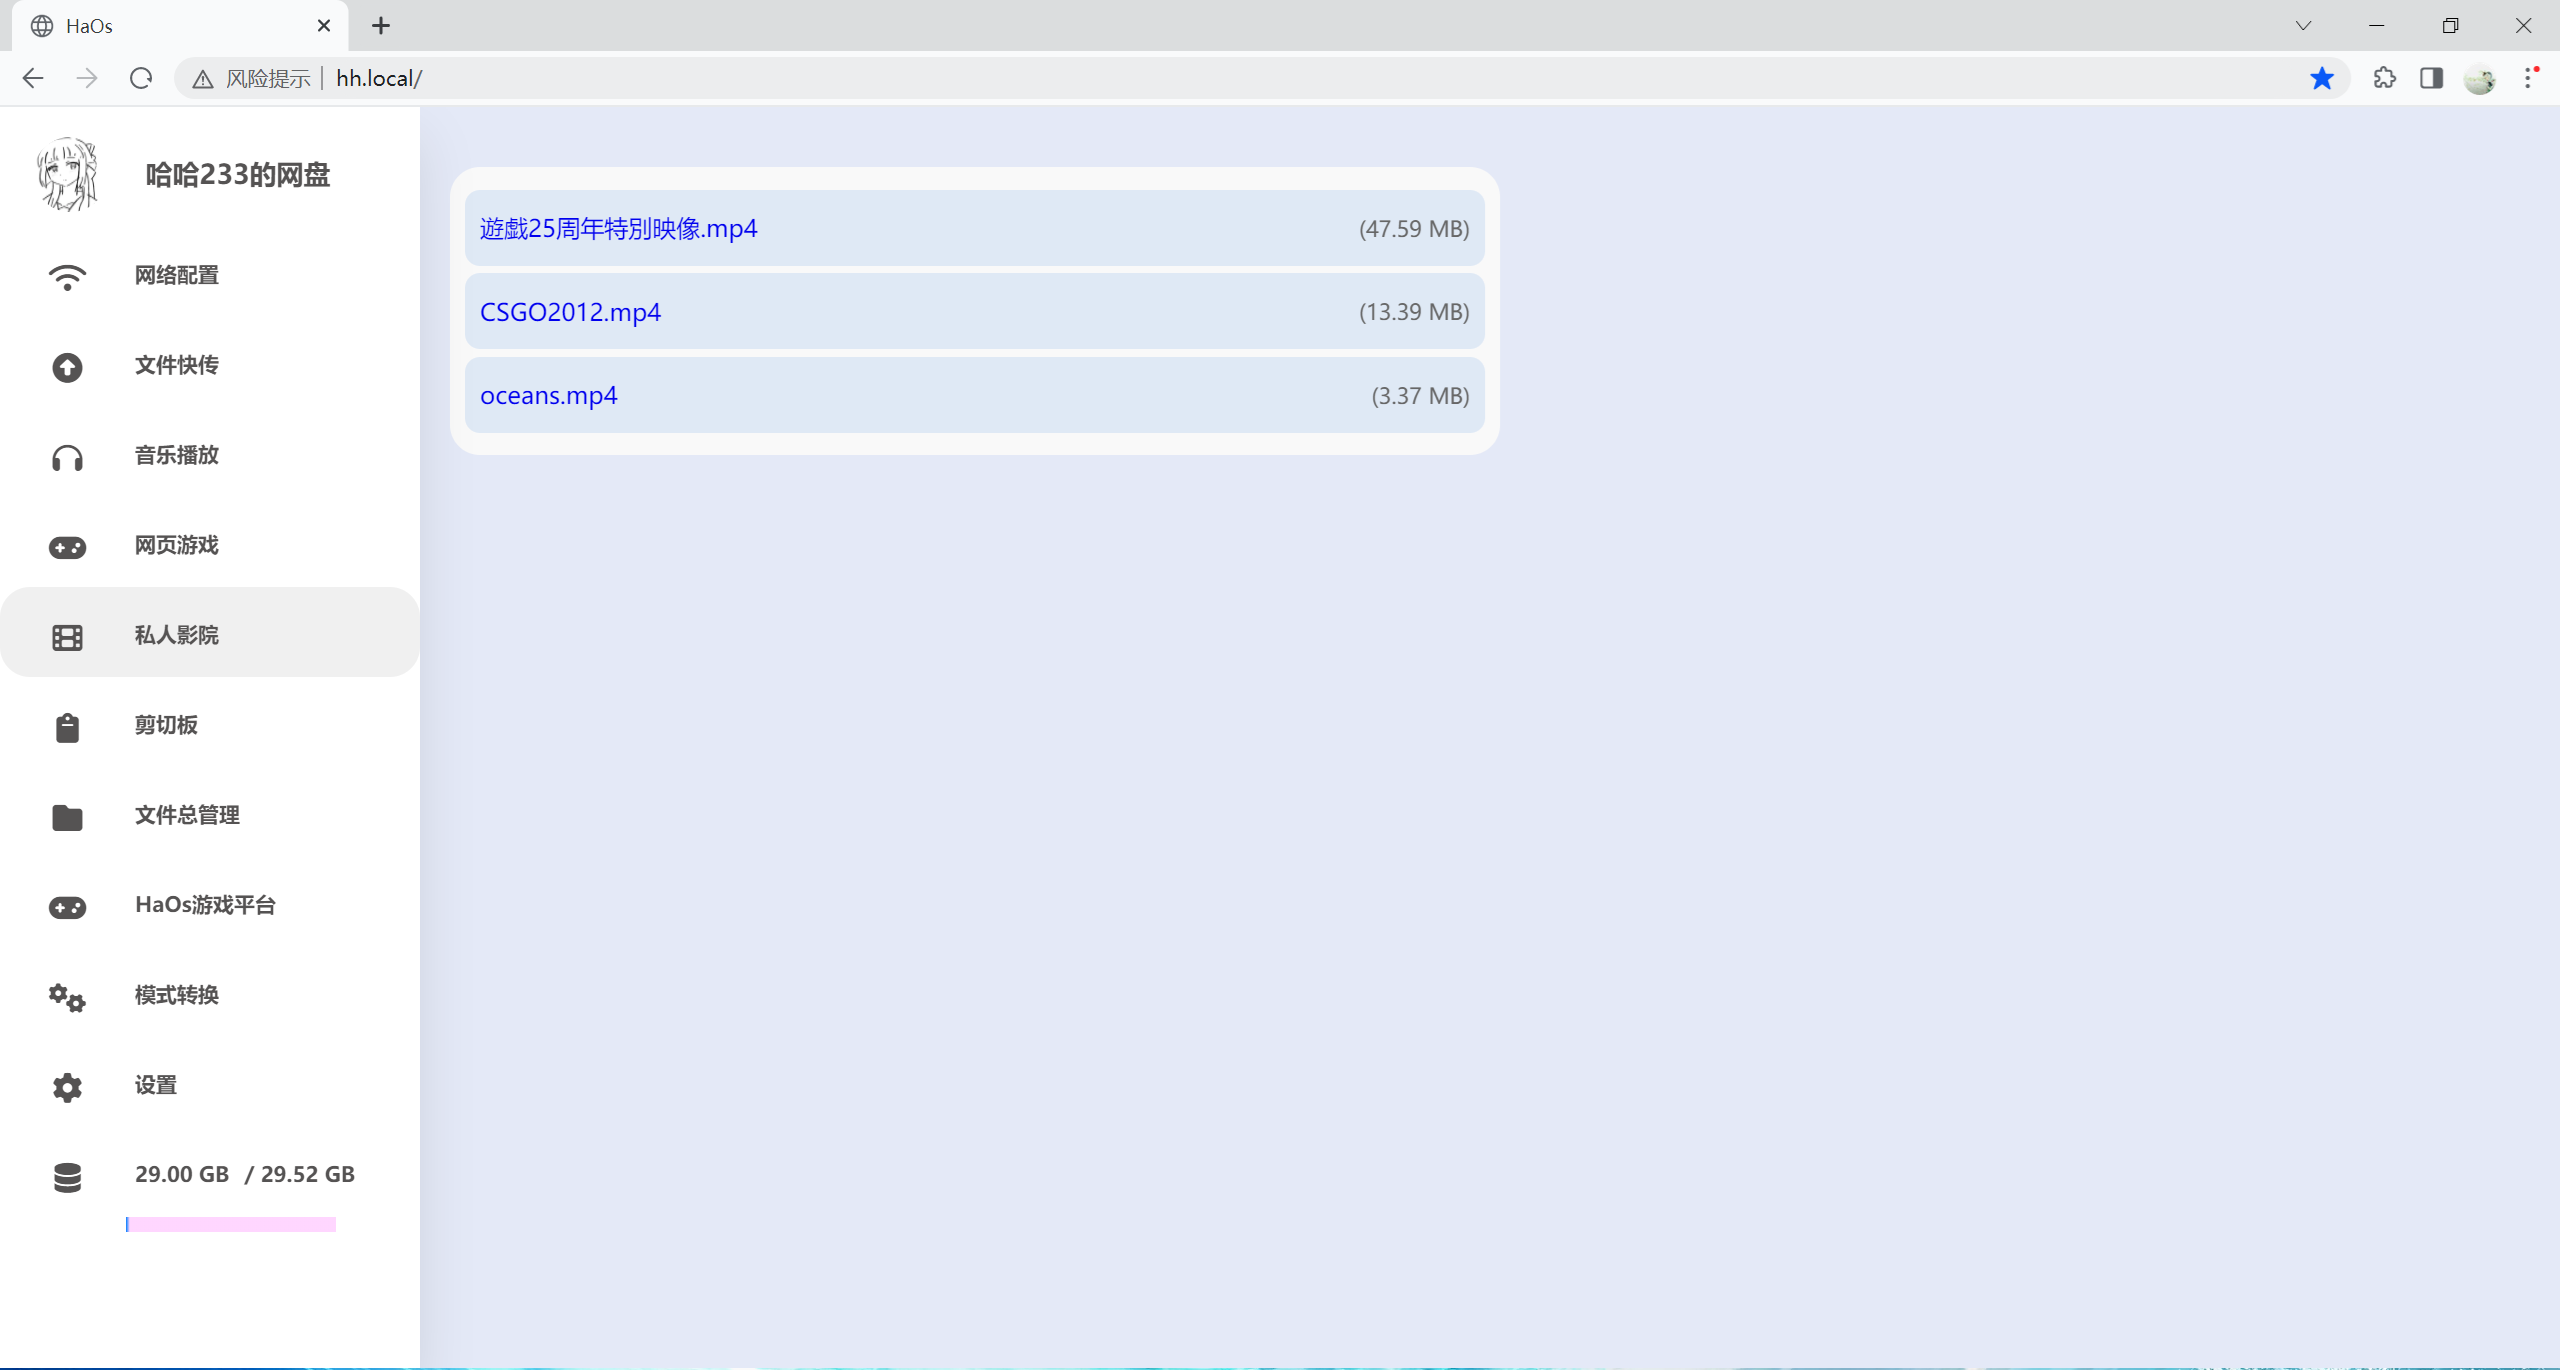 HaOs
风险提示 hh.local/
哈哈233的网盘
网络配置
文件快传
音乐播放
网页游戏
私人影院
剪切板
文件总管理
HaOs游戏平台
模式转换
设置
29.00 GB / 29.52 GB
遊戯25周年特別映像.mp4 (47.59 MB)
CSGO2012.mp4 (13.39 MB)
oceans.mp4 (3.37 MB)